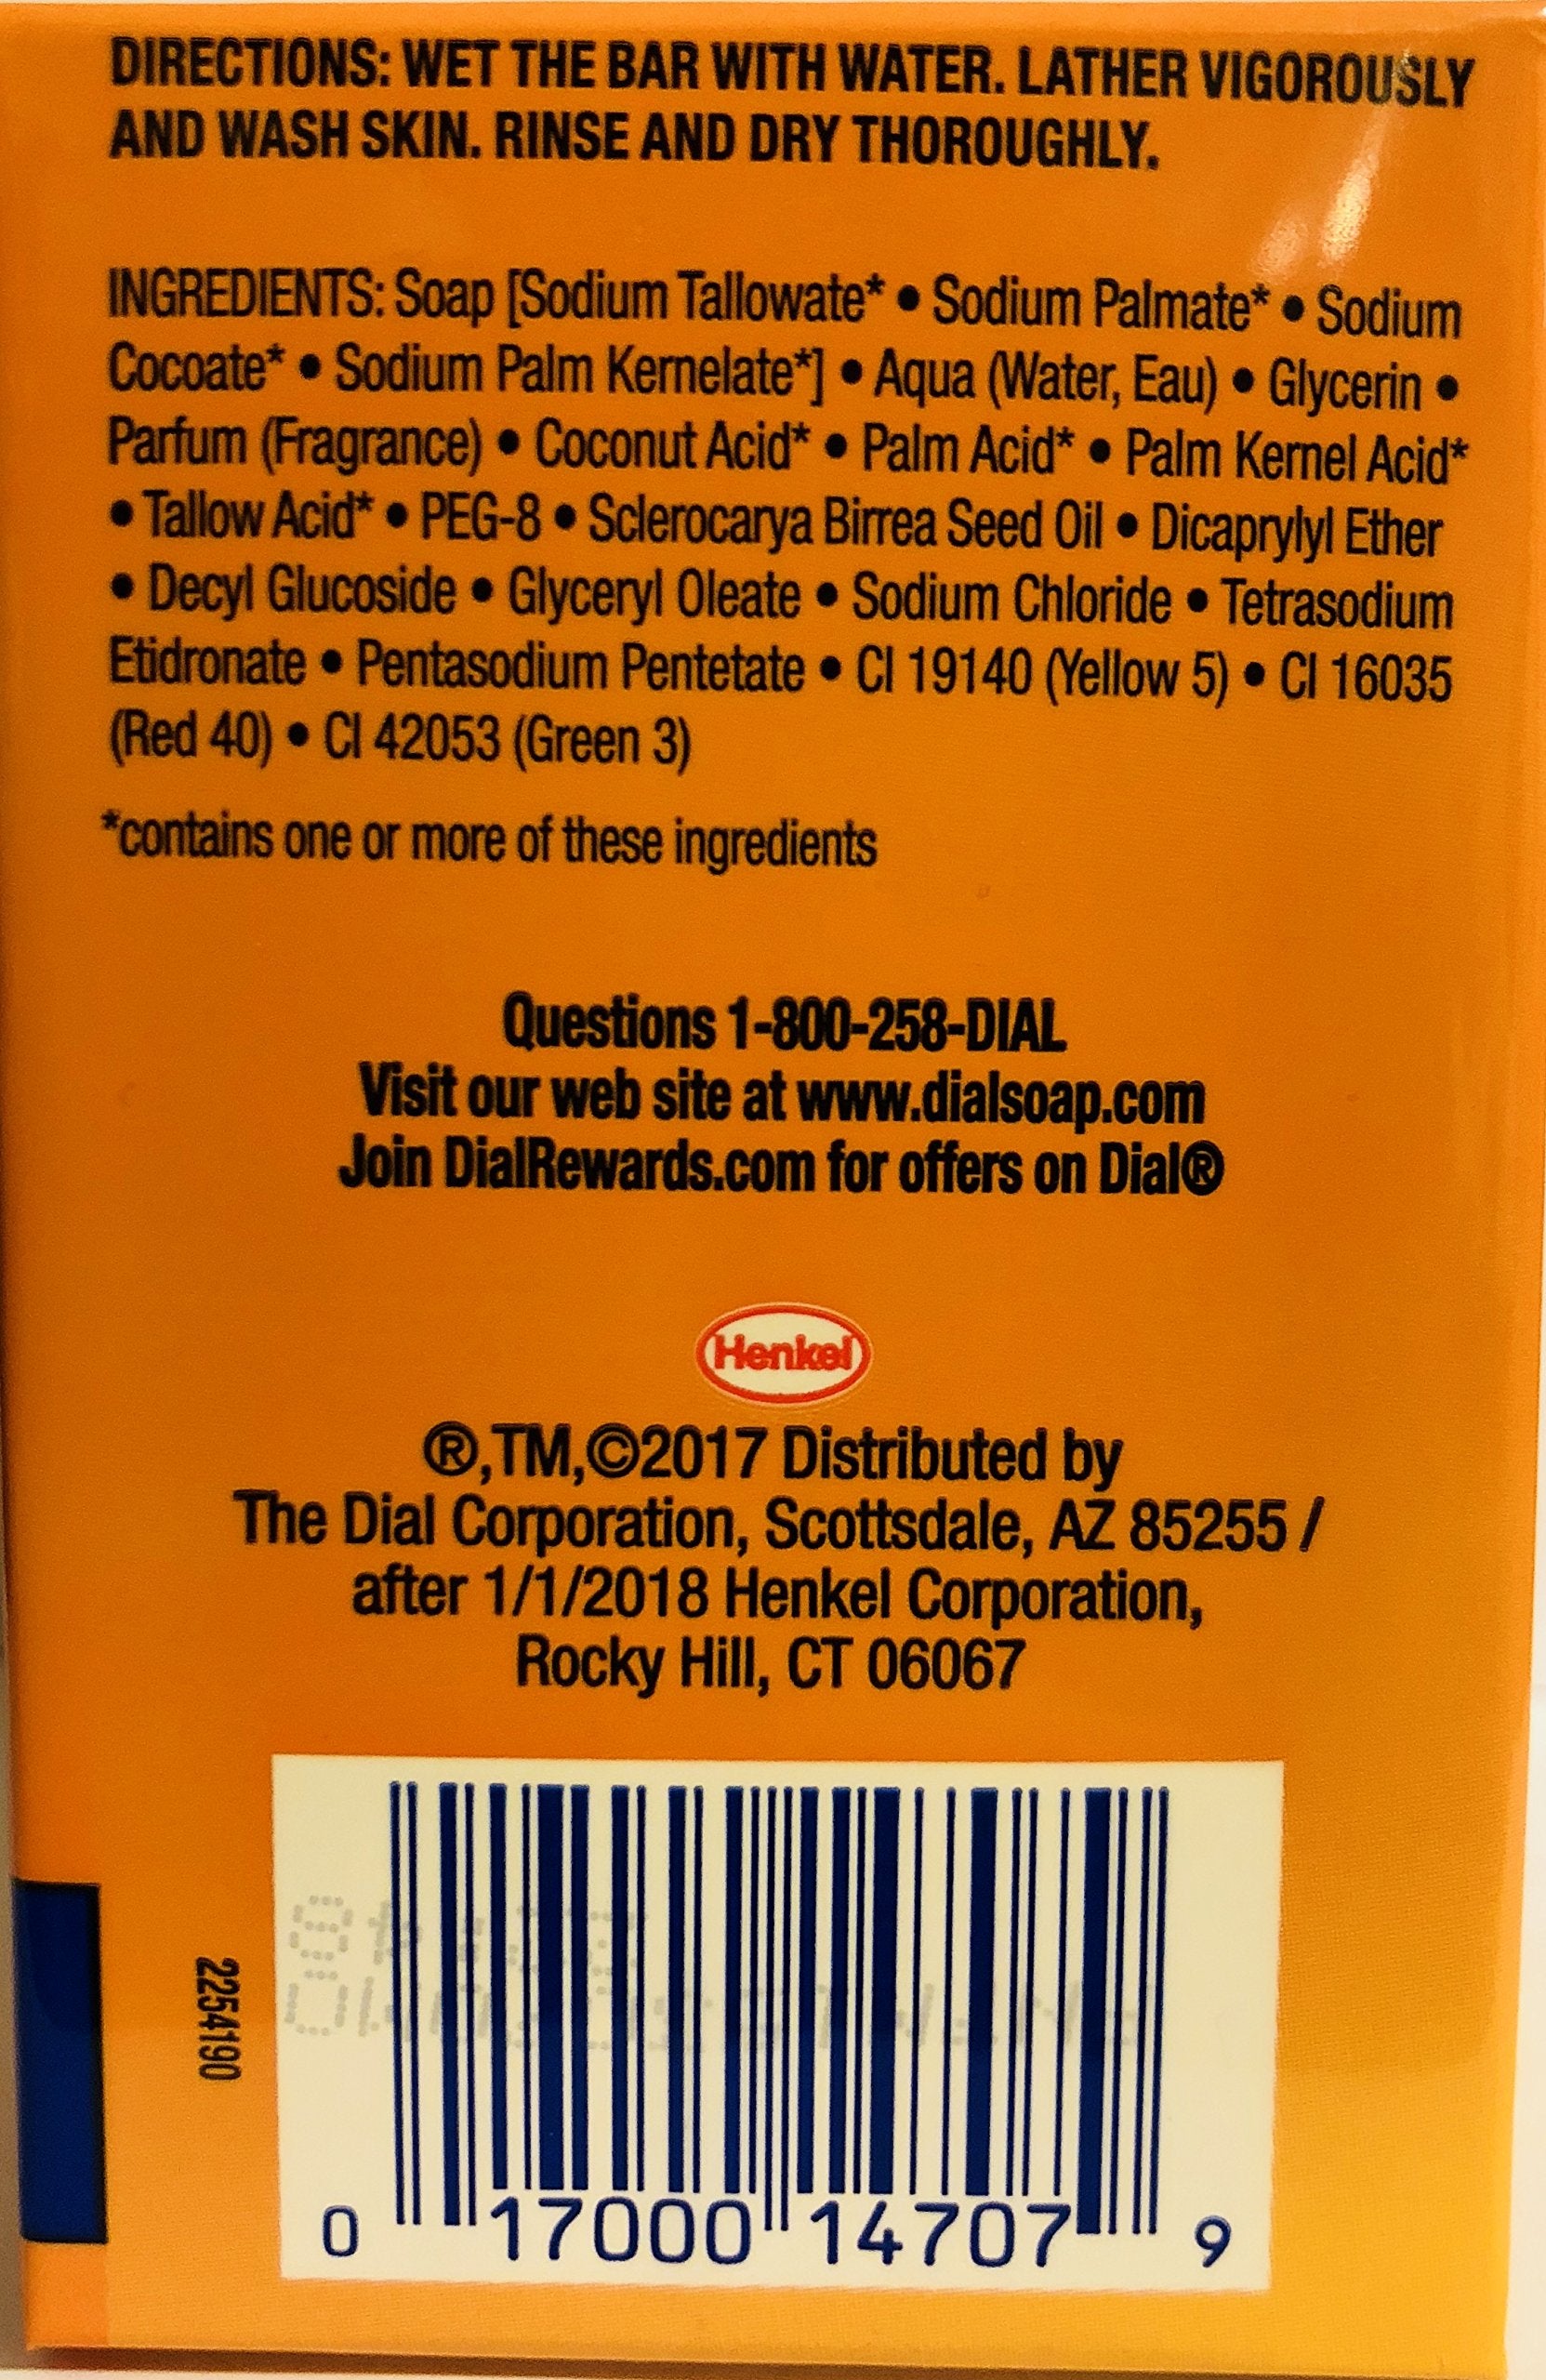 DIRECTIONS: WET THE BAR WITH WATER. LATHER VIGOROUSLY
AND WASH SKIN. RINSE AND DRY THOROUGHLY.
INGREDIENTS: Soap [Sodium Tallowate* • Sodium Palmate* • Sodium
Cocoate* • Sodium Palm Kernelate*] • Aqua (Water, Eau) • Glycerin •
Parfum (Fragrance) • Coconut Acid* • Palm Acid* • Palm Kernel Acid*
• Tallow Acid* • PEG-8 • Sclerocarya Birrea Seed Oil • Dicaprylyl Ether
• Decyl Glucoside • Glyceryl Oleate • Sodium Chloride • Tetrasodium
Etidronate • Pentasodium Pentetate • CI 19140 (Yellow 5) • CI 16035
(Red 40) • CI 42053 (Green 3)
*contains one or more of these ingredients
Questions 1-800-258-DIAL
Visit our web site at www.dialsoap.com
Join DialRewards.com for offers on Dial®
Henkel
®,TM,©2017 Distributed by
The Dial Corporation, Scottsdale, AZ 85255 /
after 1/1/2018 Henkel Corporation,
Rocky Hill, CT 06067
2254190
0 17000 14707 9